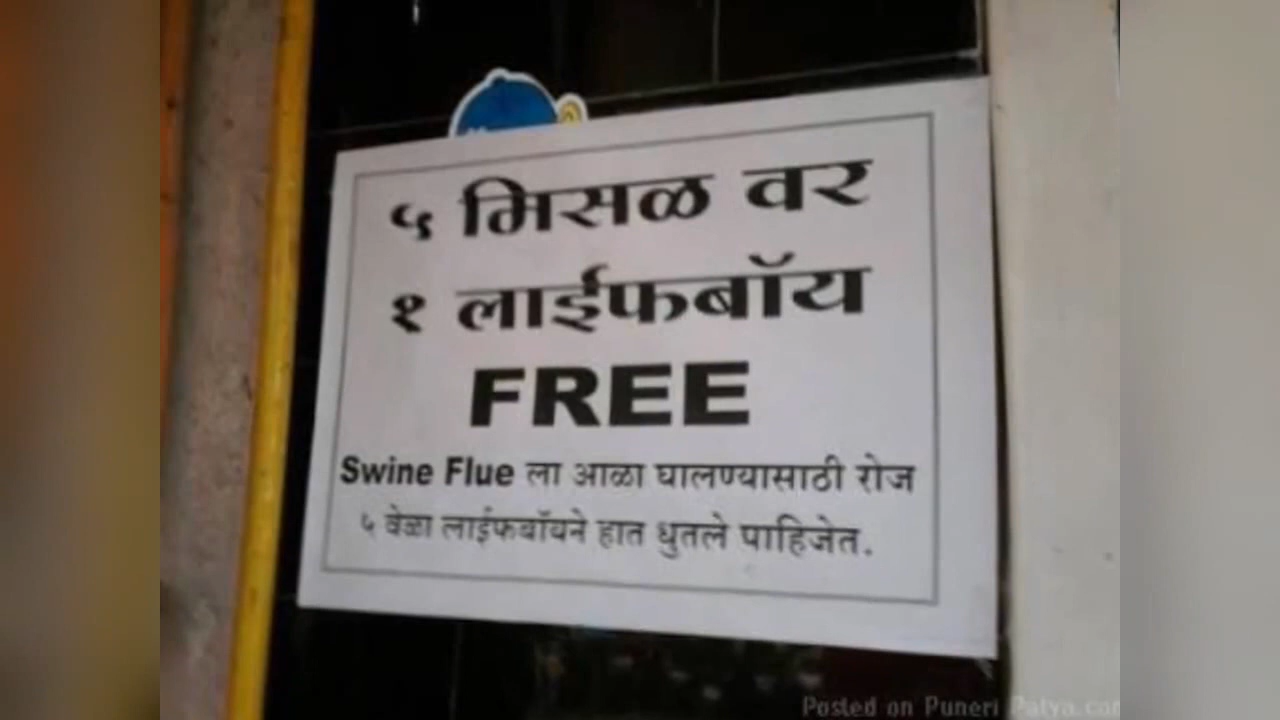 ५ मिसळ वर
१ लाईफबॉय
FREE
Swine Flue ला आळा घालण्यासाठी रोज
५ वेळा लाईफबॉयने हात धुतले पाहिजेत.
Posted on Puneri Patya.com